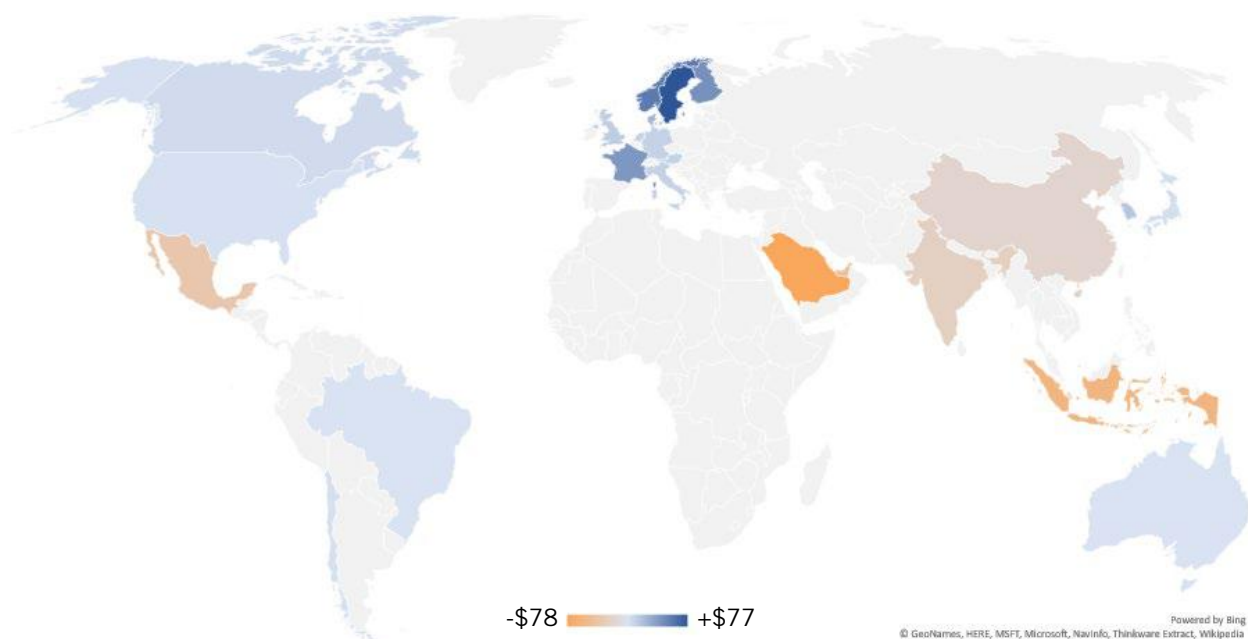 -$78 +$77
Powered by Bing
© GeoNames, HERE, MSFT, Microsoft, NavInfo, Thinkware Extract, Wikipedia